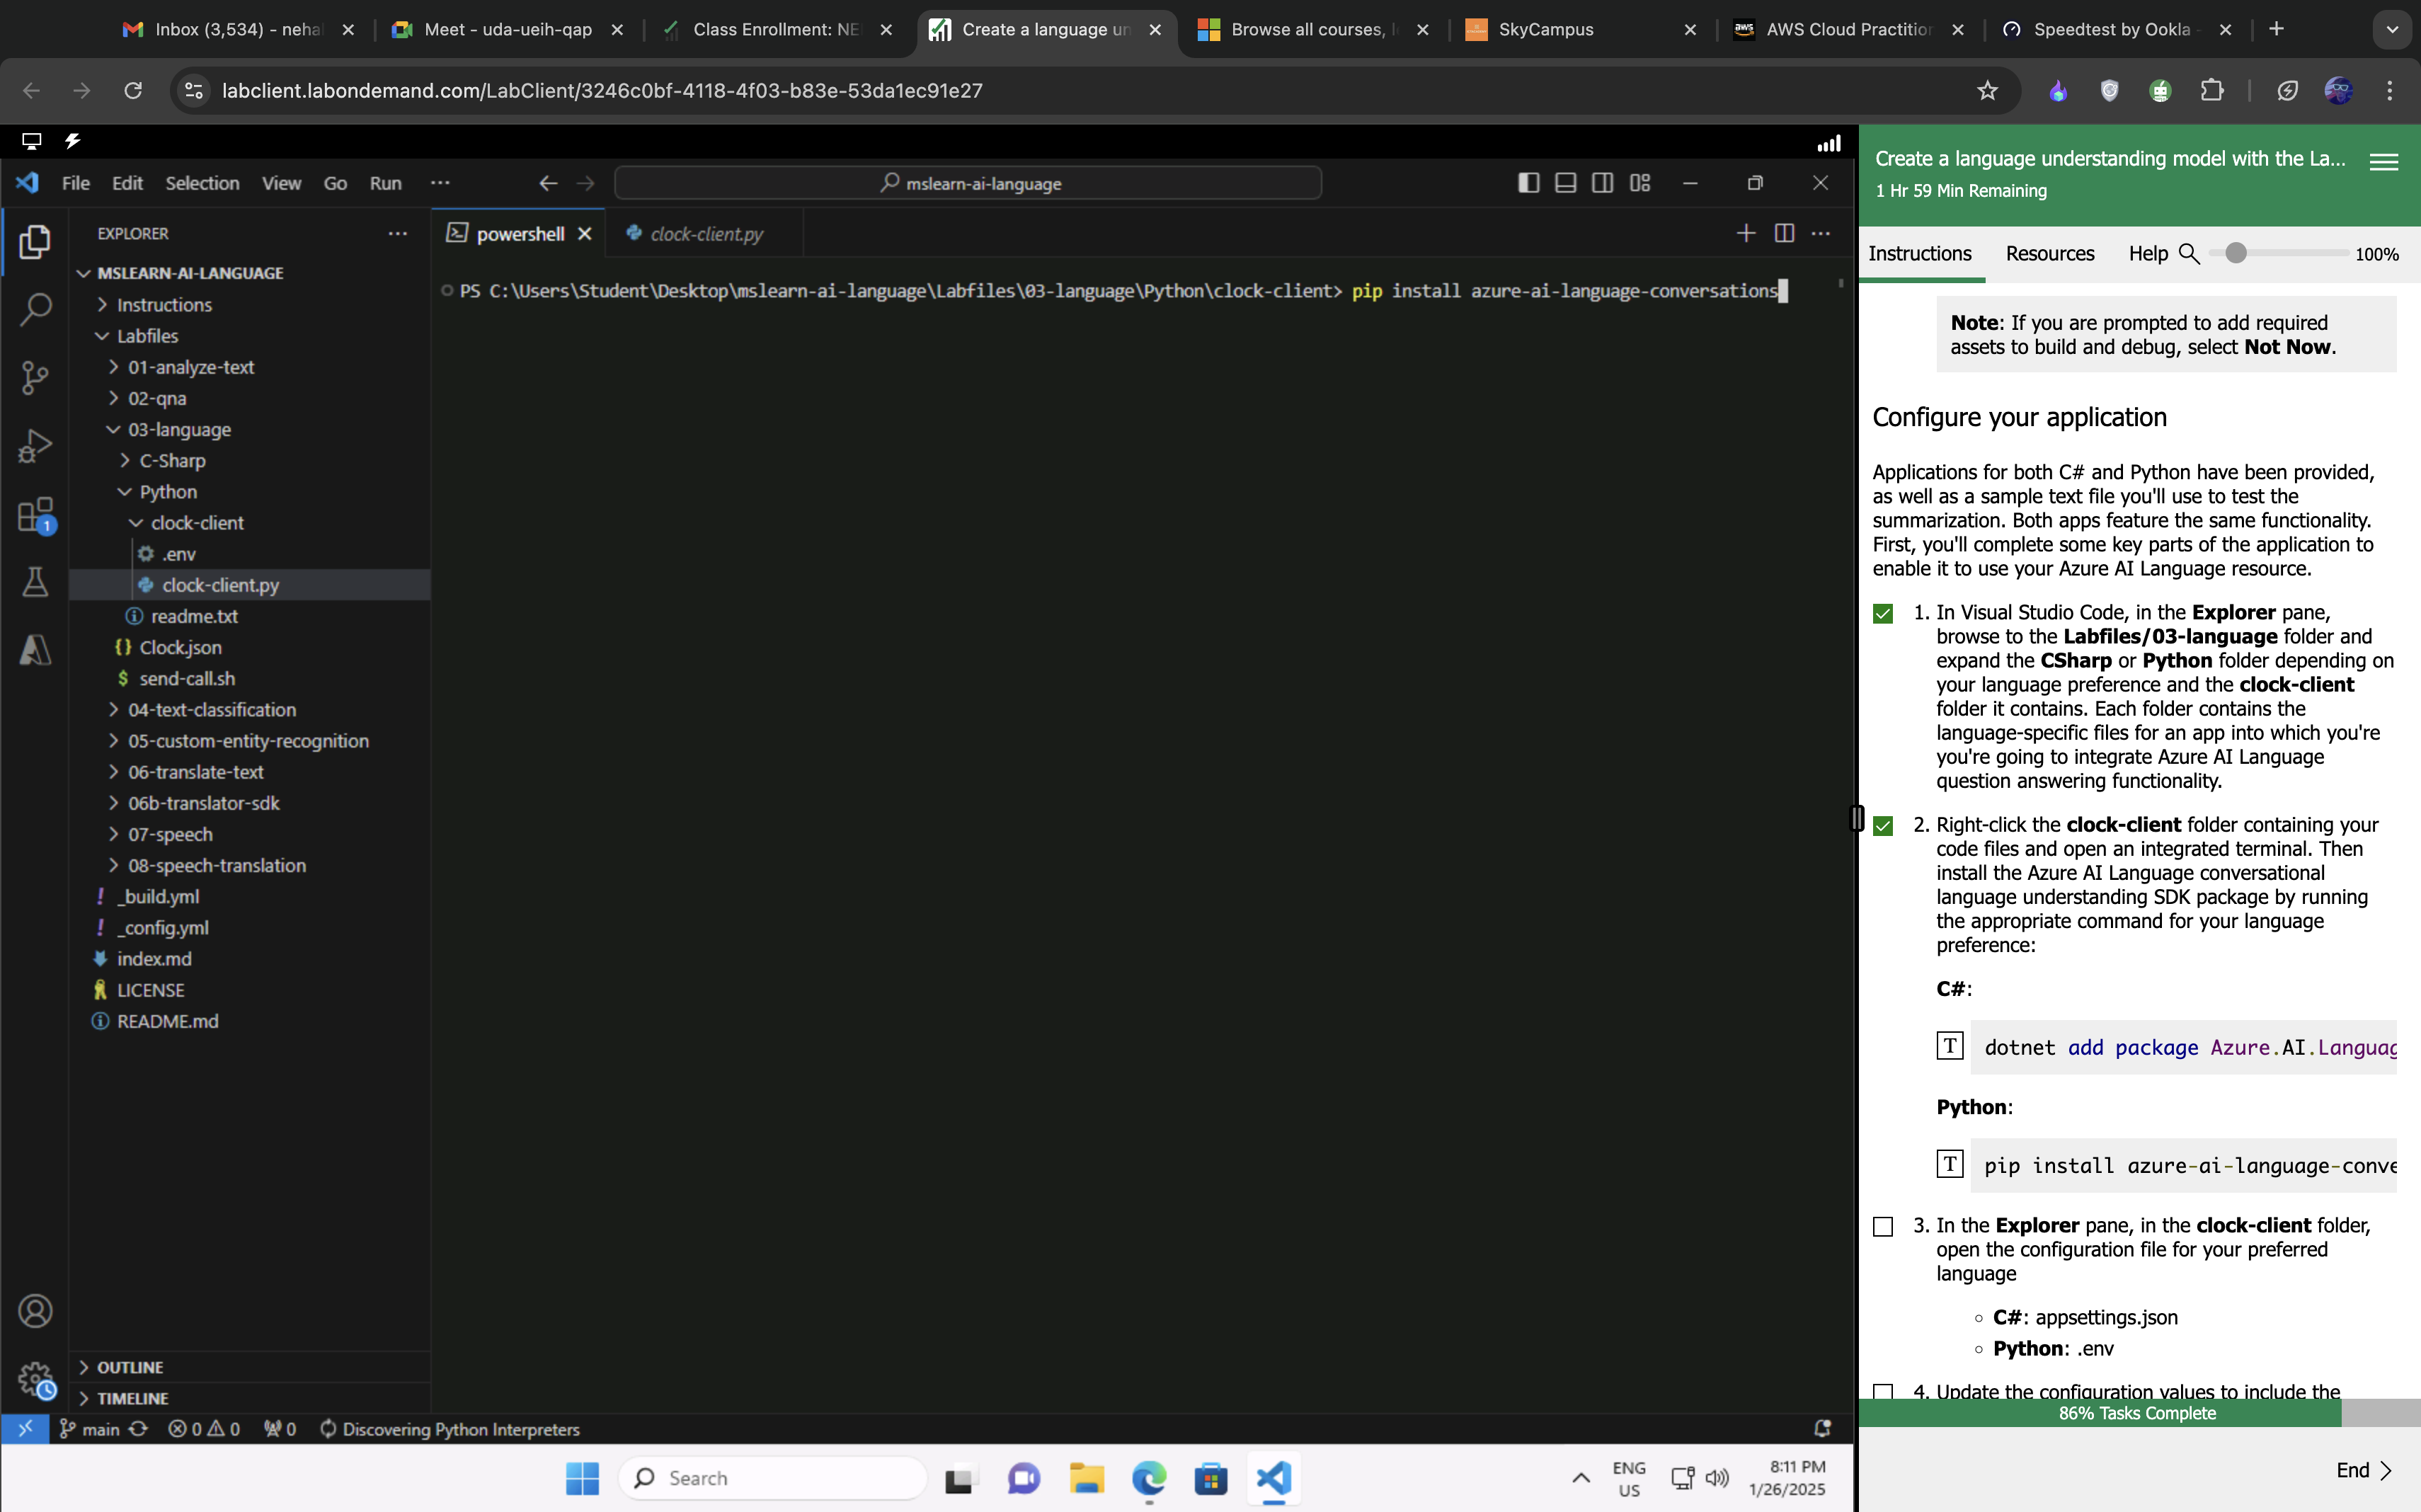 Inbox (3,534) - neha
Meet - uda-ueih-qap
Class Enrollment: NE
Create a language un
Browse all courses, l
SkyCampus
AWS Cloud Practition
Speedtest by Ookla -
labclient.labondemand.com/LabClient/3246c0bf-4118-4f03-b83e-53da1ec91e27
File Edit Selection View Go Run
mslearn-ai-language
EXPLORER
MSLEARN-AI-LANGUAGE
Instructions
Labfiles
01-analyze-text
02-qna
03-language
C-Sharp
Python
clock-client
.env
clock-client.py
readme.txt
Clock.json
send-call.sh
04-text-classification
05-custom-entity-recognition
06-translate-text
06b-translator-sdk
07-speech
08-speech-translation
_build.yml
_config.yml
index.md
LICENSE
README.md
OUTLINE
TIMELINE
1
powershell
clock-client.py
PS C:\Users\Student\Desktop\mslearn-ai-language\Labfiles\03-language\Python\clock-client> pip install azure-ai-language-conversations
main 0 0 0 Discovering Python Interpreters
Search
ENG
US
8:11 PM
1/26/2025
Create a language understanding model with the La...
1 Hr 59 Min Remaining
Instructions Resources Help 100%
Note: If you are prompted to add required
assets to build and debug, select Not Now.
Configure your application
Applications for both C# and Python have been provided,
as well as a sample text file you'll use to test the
summarization. Both apps feature the same functionality.
First, you'll complete some key parts of the application to
enable it to use your Azure AI Language resource.
1. In Visual Studio Code, in the Explorer pane,
browse to the Labfiles/03-language folder and
expand the CSharp or Python folder depending on
your language preference and the clock-client
folder it contains. Each folder contains the
language-specific files for an app into which you're
you're going to integrate Azure AI Language
question answering functionality.
2. Right-click the clock-client folder containing your
code files and open an integrated terminal. Then
install the Azure AI Language conversational
language understanding SDK package by running
the appropriate command for your language
preference:
C#:
T dotnet add package Azure.AI.Languag
Python:
T pip install azure-ai-language-conve
3. In the Explorer pane, in the clock-client folder,
open the configuration file for your preferred
language
C#: appsettings.json
Python: .env
4. Update the configuration values to include the
86% Tasks Complete
End